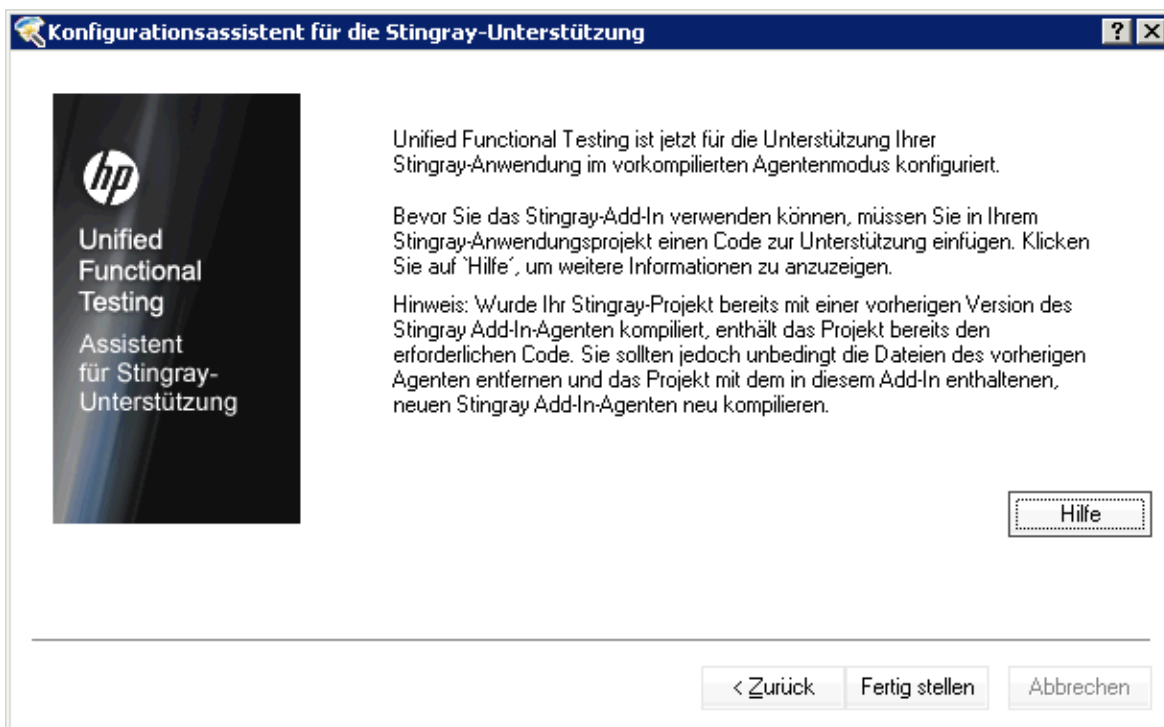 Konfigurationsassistent für die Stingray-Unterstützung
?
hp
Unified
Functional
Testing
Assistent
für Stingray-
Unterstützung
Unified Functional Testing ist jetzt für die Unterstützung Ihrer
Stingray-Anwendung im vorkompilierten Agentenmodus konfiguriert.
Bevor Sie das Stingray-Add-In verwenden können, müssen Sie in Ihrem
Stingray-Anwendungsprojekt einen Code zur Unterstützung einfügen. Klicken
Sie auf `Hilfe´, um weitere Informationen zu anzuzeigen.
Hinweis: Wurde Ihr Stingray-Projekt bereits mit einer vorherigen Version des
Stingray Add-In-Agenten kompiliert, enthält das Projekt bereits den
erforderlichen Code. Sie sollten jedoch unbedingt die Dateien des vorherigen
Agenten entfernen und das Projekt mit dem in diesem Add-In enthaltenen,
neuen Stingray Add-In-Agenten neu kompilieren.
Hilfe
< Zurück
Fertig stellen
Abbrechen